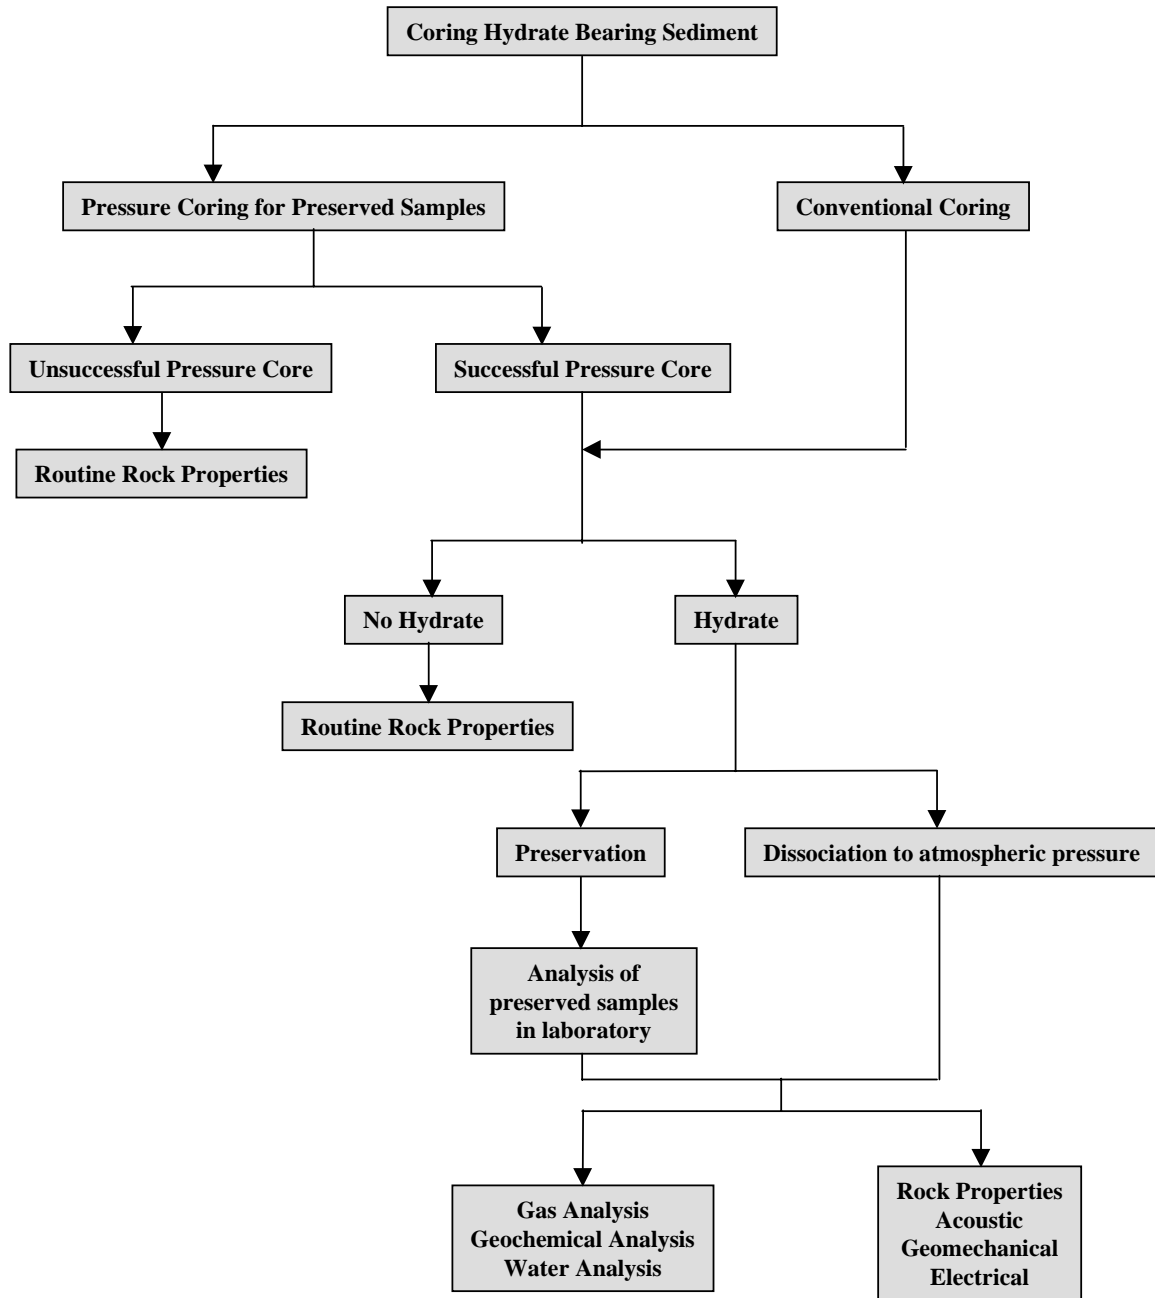 Coring Hydrate Bearing Sediment
Pressure Coring for Preserved Samples
Conventional Coring
Unsuccessful Pressure Core
Successful Pressure Core
Routine Rock Properties
No Hydrate
Hydrate
Routine Rock Properties
Preservation
Dissociation to atmospheric pressure
Analysis of
preserved samples
in laboratory
Gas Analysis
Geochemical Analysis
Water Analysis
Rock Properties
Acoustic
Geomechanical
Electrical